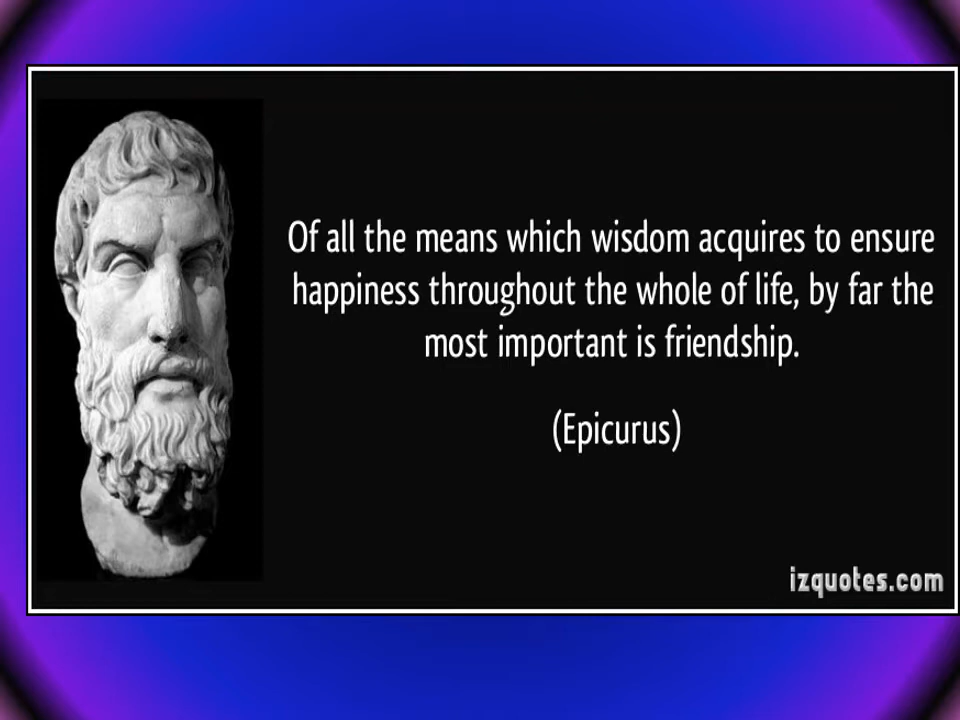 Of all the means which wisdom acquires to ensure
happiness throughout the whole of life, by far the
most important is friendship.
(Epicurus)
izquotes.com